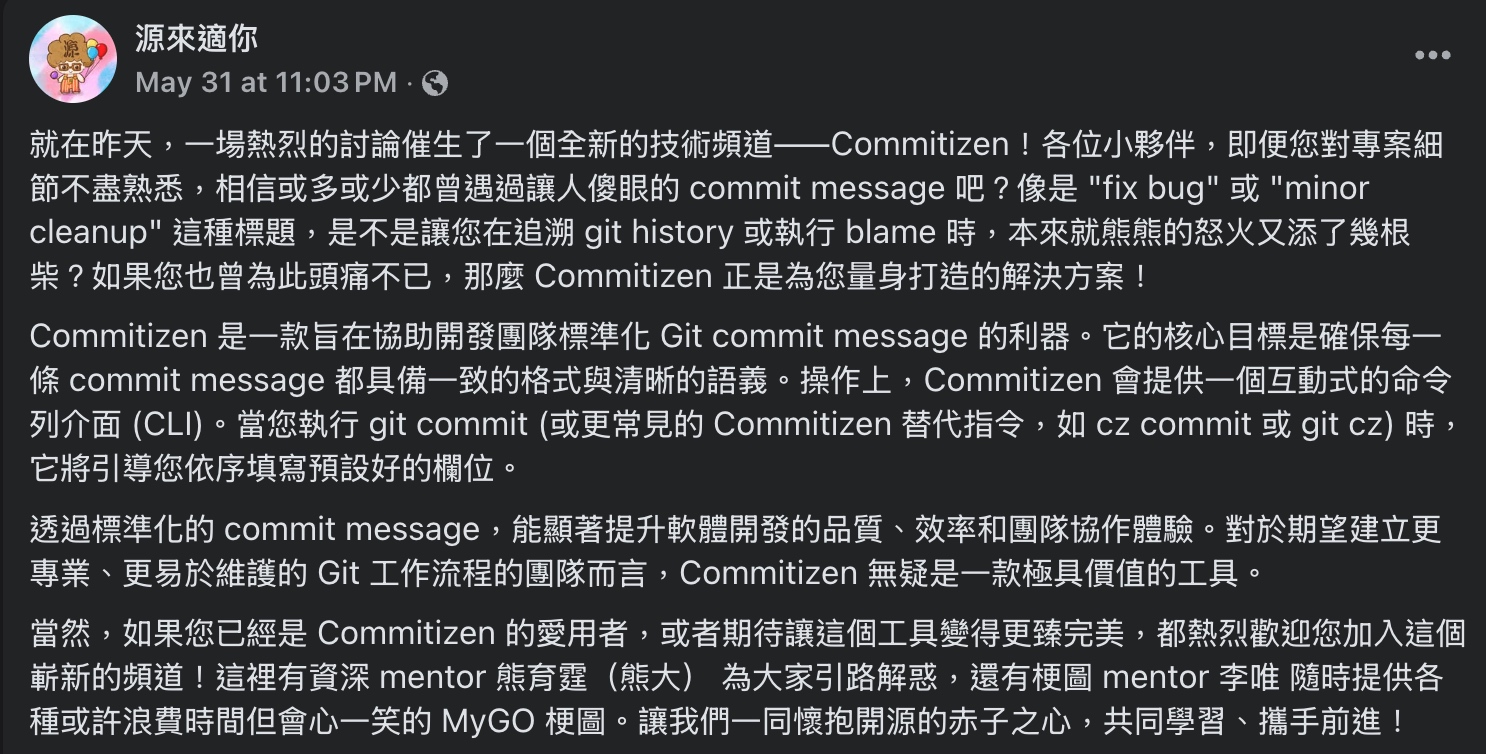 源來適你
May 31 at 11:03 PM ·
就在昨天，一場熱烈的討論催生了一個全新的技術頻道——Commitizen！各位小夥伴，即便您對專案細
節不盡熟悉，相信或多或少都曾遇過讓人傻眼的 commit message 吧？像是 "fix bug" 或 "minor
cleanup" 這種標題，是不是讓您在追溯 git history 或執行 blame 時，本來就熊熊的怒火又添了幾根
柴？如果您也曾為此頭痛不已，那麼 Commitizen 正是為您量身打造的解決方案！
Commitizen 是一款旨在協助開發團隊標準化 Git commit message 的利器。它的核心目標是確保每一
條 commit message 都具備一致的格式與清晰的語義。操作上，Commitizen 會提供一個互動式的命令
列介面 (CLI)。當您執行 git commit (或更常見的 Commitizen 替代指令，如 cz commit 或 git cz) 時，
它將引導您依序填寫預設好的欄位。
透過標準化的 commit message，能顯著提升軟體開發的品質、效率和團隊協作體驗。對於期望建立更
專業、更易於維護的 Git 工作流程的團隊而言，Commitizen 無疑是一款極具價值的工具。
當然，如果您已經是 Commitizen 的愛用者，或者期待讓這個工具變得更臻完美，都熱烈歡迎您加入這個
嶄新的頻道！這裡有資深 mentor 熊育霆（熊大） 為大家引路解惑，還有梗圖 mentor 李唯 隨時提供各
種或許浪費時間但會心一笑的 MyGO 梗圖。讓我們一同懷抱開源的赤子之心，共同學習、攜手前進！